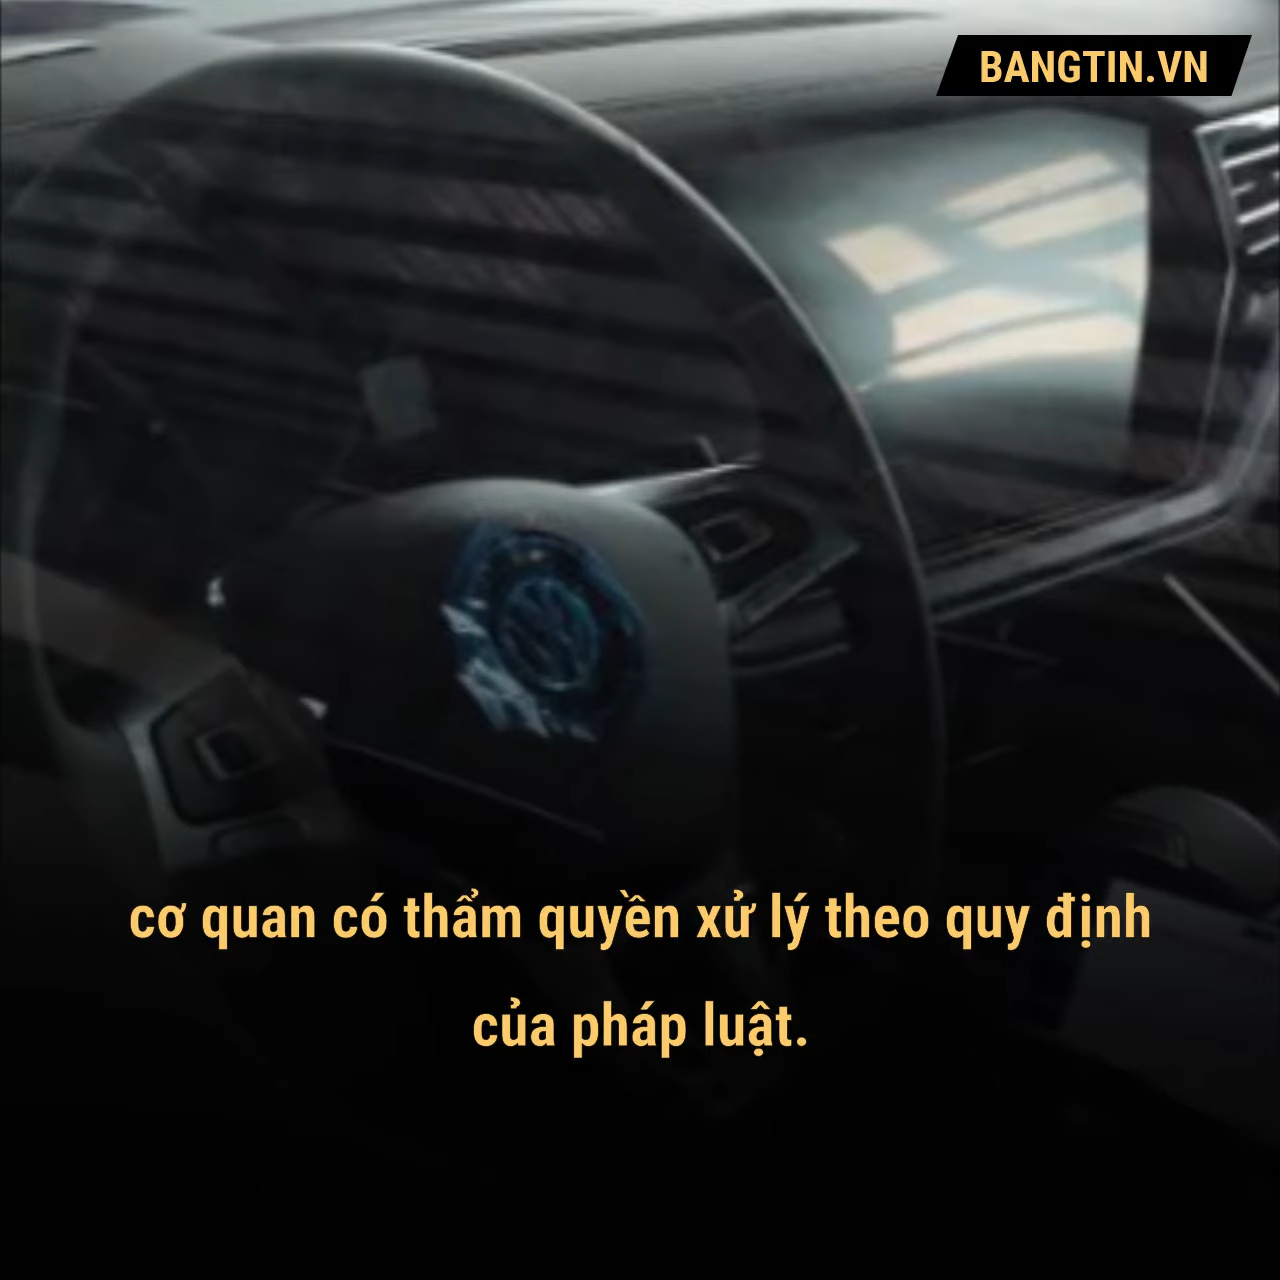 BANGTIN.VN
cơ quan có thẩm quyền xử lý theo quy định
của pháp luật.